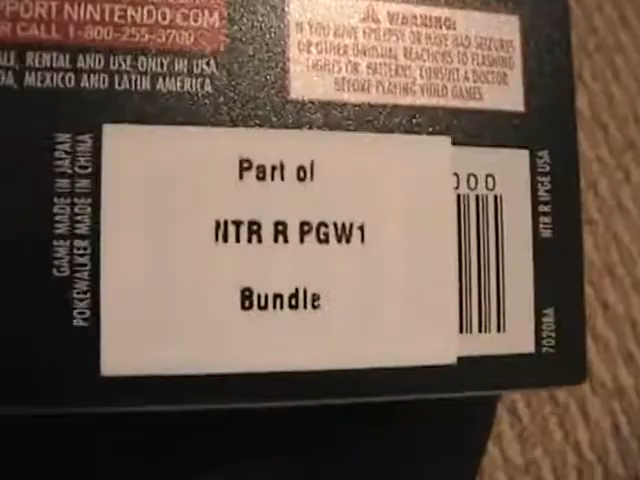 PORT NINTENDO.COM
R CALL 1-800-255-3700
RENTAL AND USE ONLY IN USA,
MEXICO AND LATIN AMERICA
WARNING:
IF YOU HAVE EPILEPSY OR HAVE HAD SEIZURES
OR OTHER UNUSUAL REACTIONS TO FLASHING
LIGHTS OR PATTERNS, CONSULT A DOCTOR
BEFORE PLAYING VIDEO GAMES.
GAME MADE IN JAPAN
POKEWALKER MADE IN CHINA
Part of
NTR R PGW1
Bundle
000
NTR R IPGE USA
70208A